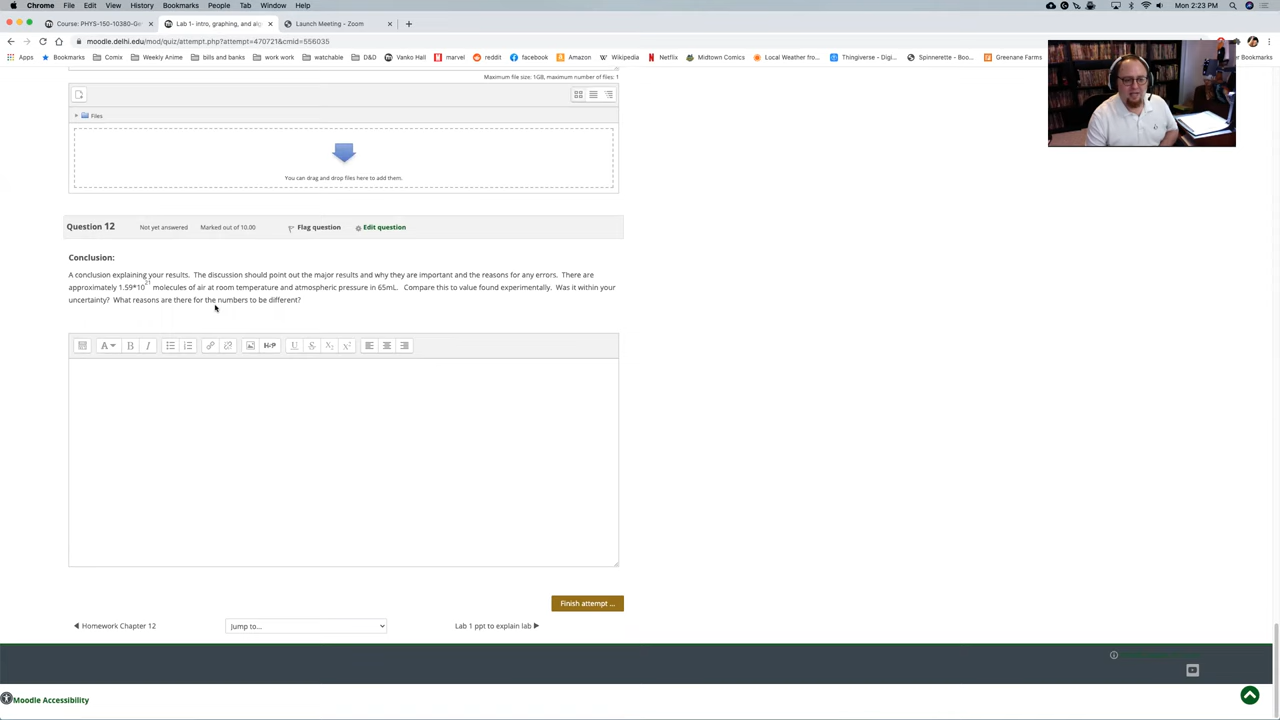 Chrome File Edit View History Bookmarks People Tab Window Help
Mon 2:23 PM
Course: PHYS-150-10380-Ge
Lab 1- intro, graphing, and alg
Launch Meeting - Zoom
moodle.delhi.edu/mod/quiz/attempt.php?attempt=470721&cmid=556035
Apps Bookmarks Comix Weekly Anime bills and banks work work watchable D&D Vanko Hall marvel reddit Amazon Wikipedia facebook Netflix Midtown Comics Local Weather from... Thingiverse - Digi... Spinnerette - Boo... Greenane Farms
Bookmarks
Maximum file size: 1GB, maximum number of files: 1
Files
You can drag and drop files here to add them.
Question 12 Not yet answered Marked out of 10.00 Flag question Edit question
Conclusion:
A conclusion explaining your results. The discussion should point out the major results and why they are important and the reasons for any errors. There are
approximately 1.59*10^21 molecules of air at room temperature and atmospheric pressure in 65mL. Compare this to value found experimentally. Was it within your
uncertainty? What reasons are there for the numbers to be different?
Finish attempt ...
Homework Chapter 12
Jump to...
Lab 1 ppt to explain lab
Moodle Accessibility